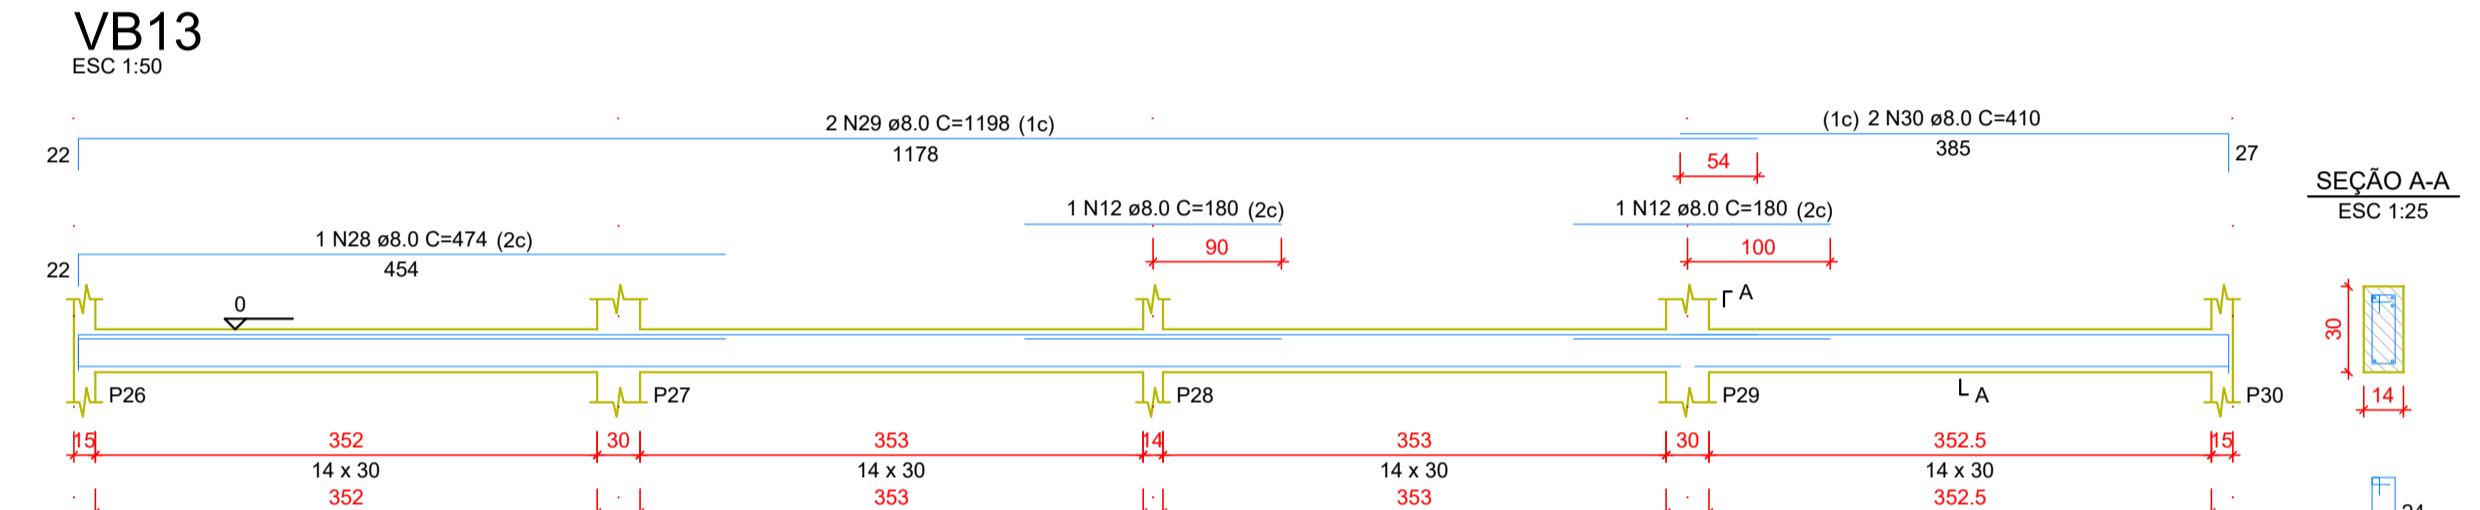 VB13
ESC 1:50
2 N29 ø8.0 C=1198 (1c)
(1c) 2 N30 ø8.0 C=410
22
1178
385
27
54
SEÇÃO A-A
ESC 1:25
1 N12 ø8.0 C=180 (2c)
1 N12 ø8.0 C=180 (2c)
1 N28 ø8.0 C=474 (2c)
90
100
22
454
0
A
30
P26
P27
P28
P29
A
P30
14
15
352
30
353
14
353
30
352.5
15
14 x 30
14 x 30
14 x 30
14 x 30
352
353
353
352.5